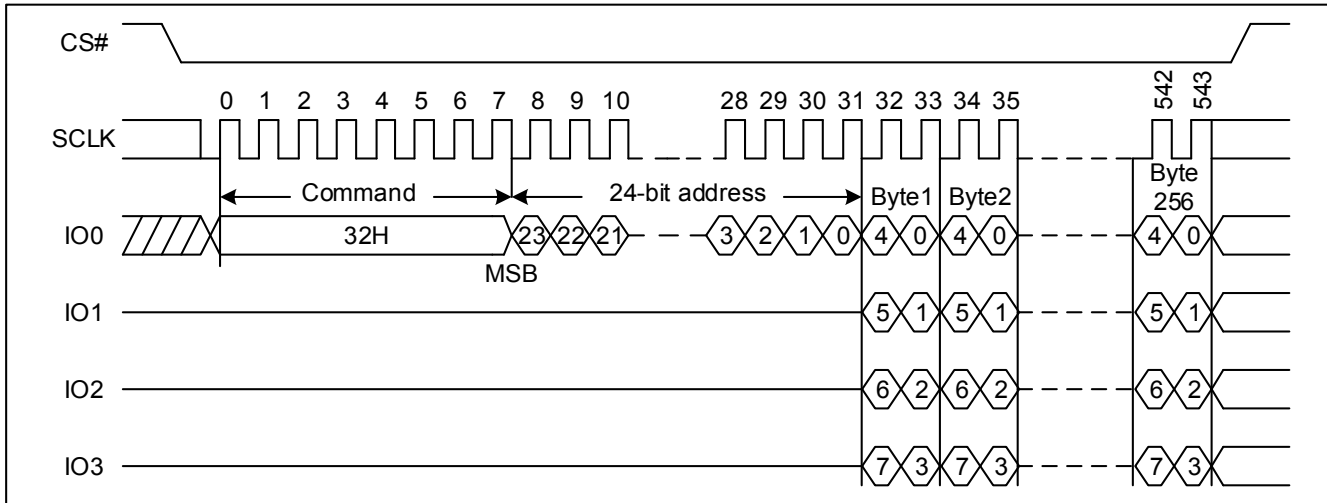 CS#
0 1 2 3 4 5 6 7 8 9 10 28 29 30 31 32 33 34 35 542 543
SCLK
Command 24-bit address Byte1 Byte2 Byte
256
IO0 32H 23 22 21 3 2 1 0 4 0 4 0 4 0
MSB
IO1 5 1 5 1 5 1
IO2 6 2 6 2 6 2
IO3 7 3 7 3 7 3